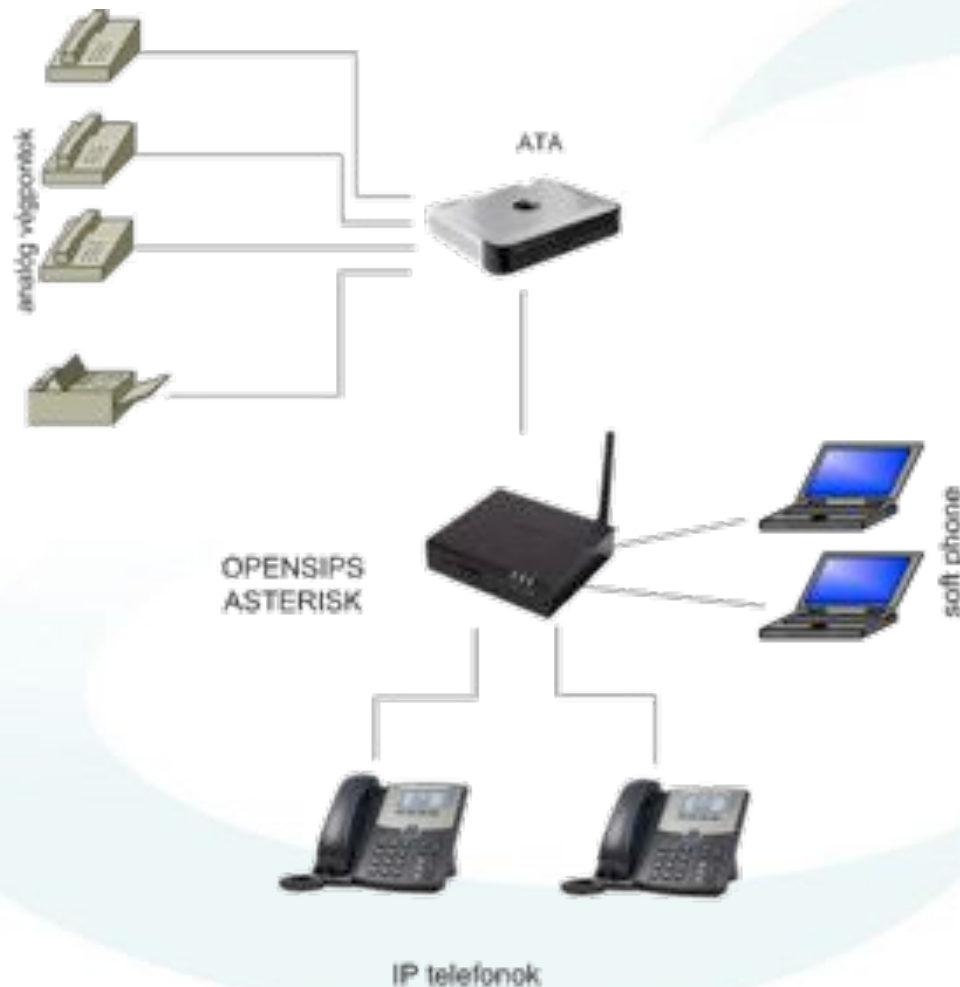 ATA
analóg végpontok
OPENSIPS
ASTERISK
soft phone
IP telefonok